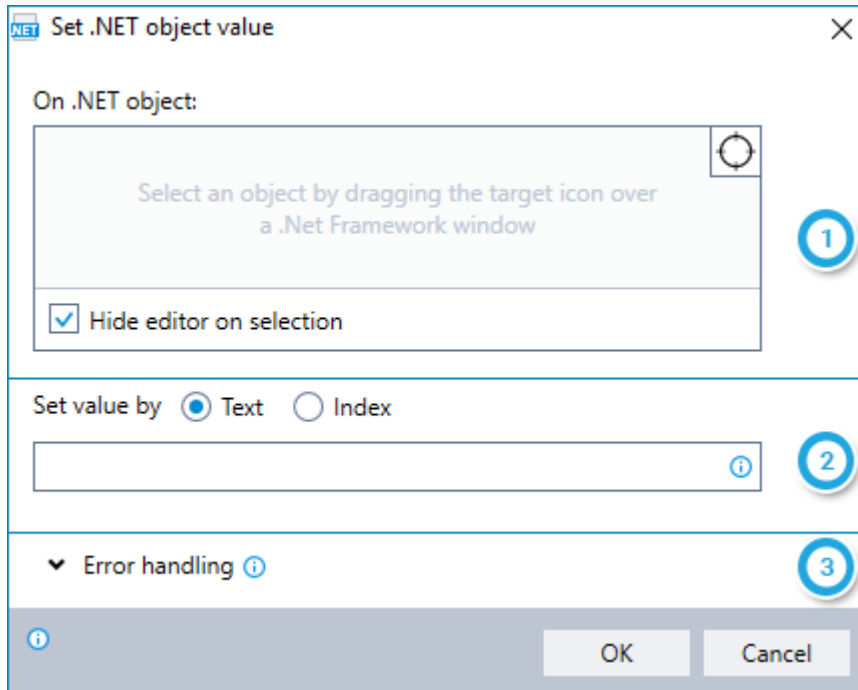 NET Set .NET object value
On .NET object:
Select an object by dragging the target icon over
a .Net Framework window
1
Hide editor on selection
Set value by Text Index
2
Error handling
3
OK Cancel